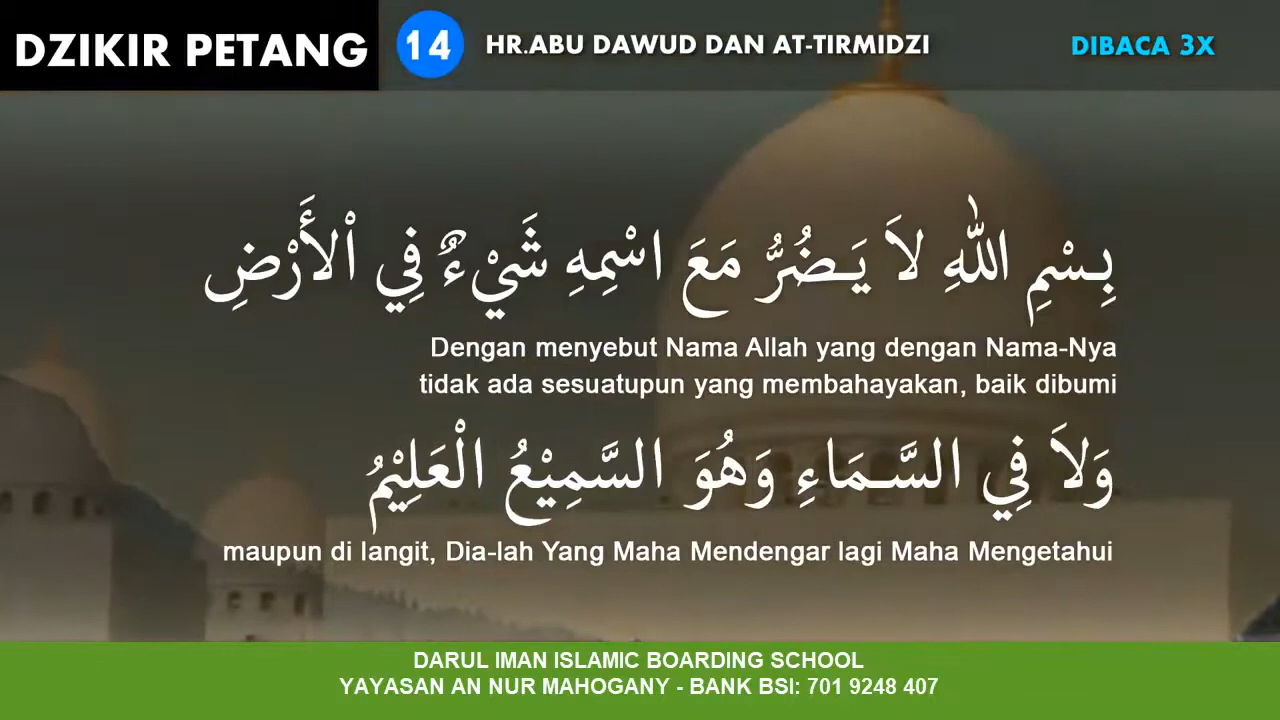 DZIKIR PETANG
14
HR.ABU DAWUD DAN AT-TIRMIDZI
DIBACA 3X
بِسْمِ اللهِ لاَ يَضُرُّ مَعَ اسْمِهِ شَيْءٌ فِي اْلأَرْضِ
Dengan menyebut Nama Allah yang dengan Nama-Nya
tidak ada sesuatupun yang membahayakan, baik dibumi
وَلاَ فِي السَّمَاءِ وَهُوَ السَّمِيْعُ الْعَلِيْمُ
maupun di langit, Dia-lah Yang Maha Mendengar lagi Maha Mengetahui
DARUL IMAN ISLAMIC BOARDING SCHOOL
YAYASAN AN NUR MAHOGANY - BANK BSI: 701 9248 407